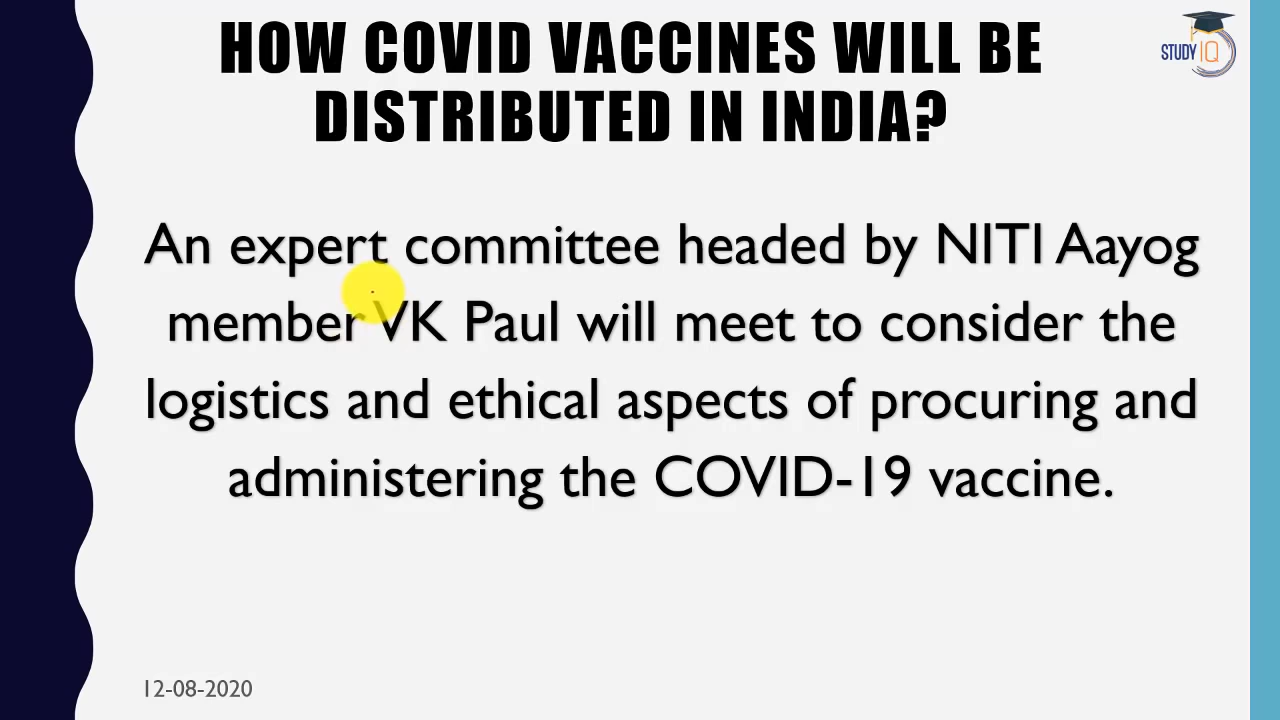 HOW COVID VACCINES WILL BE
DISTRIBUTED IN INDIA?
STUDY IQ
An expert committee headed by NITI Aayog
member VK Paul will meet to consider the
logistics and ethical aspects of procuring and
administering the COVID-19 vaccine.
12-08-2020